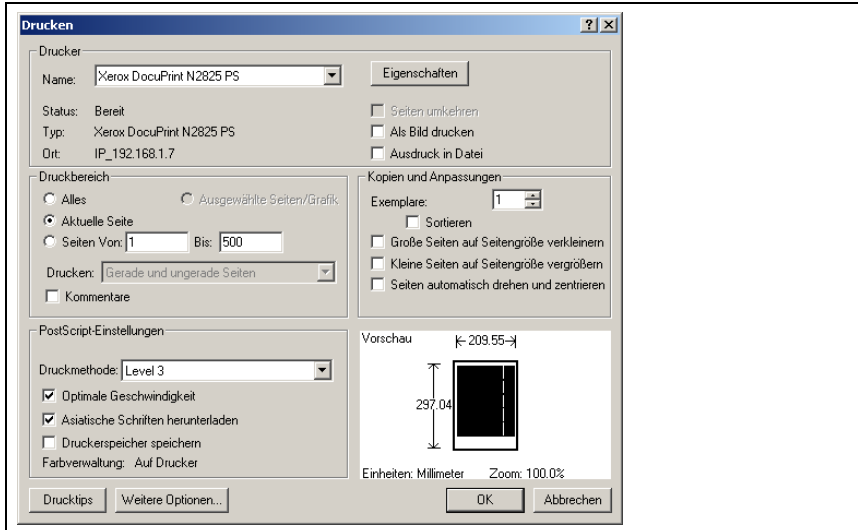 Drucken
Drucker
Name: Xerox DocuPrint N2825 PS Eigenschaften
Status: Bereit Seiten umkehren
Typ: Xerox DocuPrint N2825 PS Als Bild drucken
Ort: IP_192.168.1.7 Ausdruck in Datei
Druckbereich
Alles Ausgewählte Seiten/Grafik
Aktuelle Seite
Seiten Von: 1 Bis: 500
Drucken: Gerade und ungerade Seiten
Kommentare
Kopien und Anpassungen
Exemplare: 1
Sortieren
Große Seiten auf Seitengröße verkleinern
Kleine Seiten auf Seitengröße vergrößern
Seiten automatisch drehen und zentrieren
PostScript-Einstellungen
Druckmethode: Level 3
Optimale Geschwindigkeit
Asiatische Schriften herunterladen
Druckerspeicher speichern
Farbverwaltung: Auf Drucker
Vorschau 209.55
297.04
Einheiten: Millimeter Zoom: 100.0%
Drucktips Weitere Optionen... OK Abbrechen